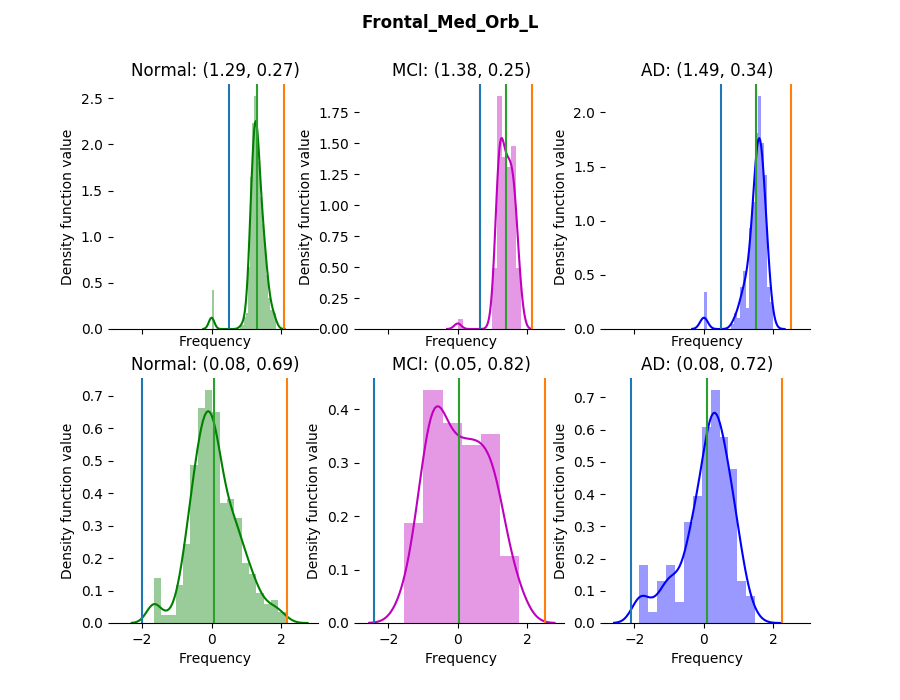 Frontal_Med_Orb_L
Normal: (1.29, 0.27)
MCI: (1.38, 0.25)
AD: (1.49, 0.34)
Density function value
2.5
2.0
1.5
1.0
0.5
0.0
Frequency
Density function value
1.75
1.50
1.25
1.00
0.75
0.50
0.25
0.00
Frequency
Density function value
2.0
1.5
1.0
0.5
0.0
Frequency
Normal: (0.08, 0.69)
MCI: (0.05, 0.82)
AD: (0.08, 0.72)
Density function value
0.7
0.6
0.5
0.4
0.3
0.2
0.1
0.0
−2 0 2
Frequency
Density function value
0.4
0.3
0.2
0.1
0.0
−2 0 2
Frequency
Density function value
0.7
0.6
0.5
0.4
0.3
0.2
0.1
0.0
−2 0 2
Frequency